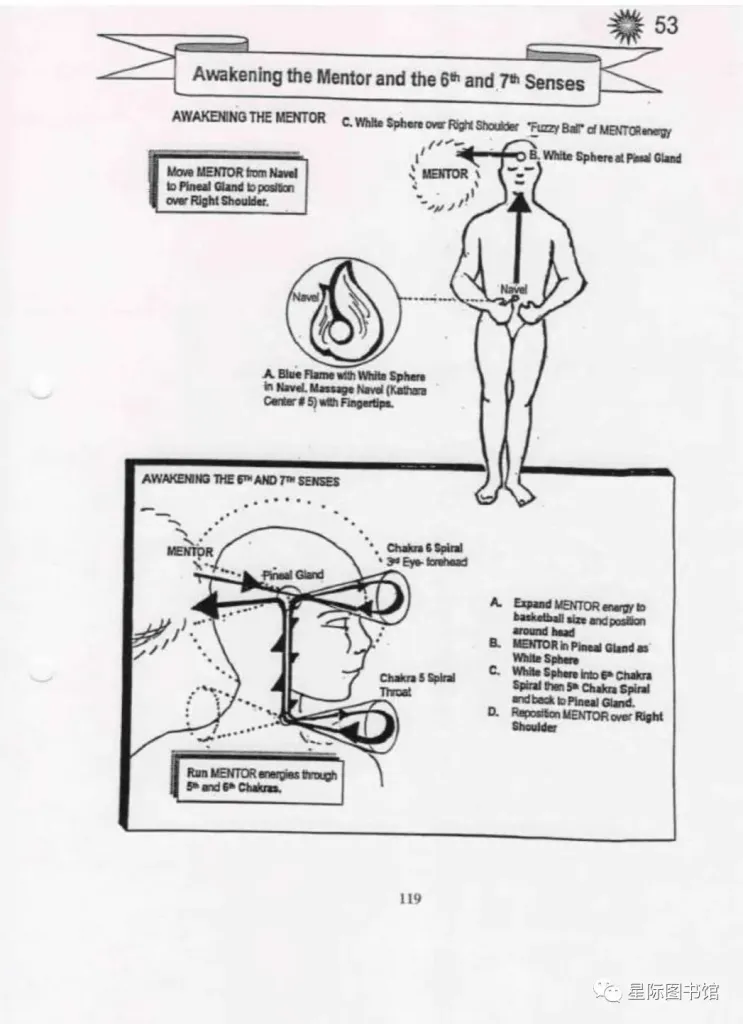 53
Awakening the Mentor and the 6th and 7th Senses
AWAKENING THE MENTOR
C. White Sphere over Right Shoulder "Fuzzy Ball" of MENTOR energy
B. White Sphere at Pineal Gland
MENTOR
Move MENTOR from Navel
to Pineal Gland to position
over Right Shoulder.
Navel
Navel
A. Blue Flame with White Sphere
in Navel. Massage Navel (Kathara
Center # 5) with Fingertips.
AWAKENING THE 6TH AND 7TH SENSES
MENTOR
Pineal Gland
Chakra 6 Spiral
3rd Eye- forehead
Chakra 5 Spiral
Throat
A. Expand MENTOR energy to
basketball size and position
around head
B. MENTOR in Pineal Gland as
White Sphere
C. White Sphere into 6th Chakra
Spiral then 5th Chakra Spiral
and back to Pineal Gland.
D. Reposition MENTOR over Right
Shoulder
Run MENTOR energies through
5th and 6th Chakras.
119
星际图书馆